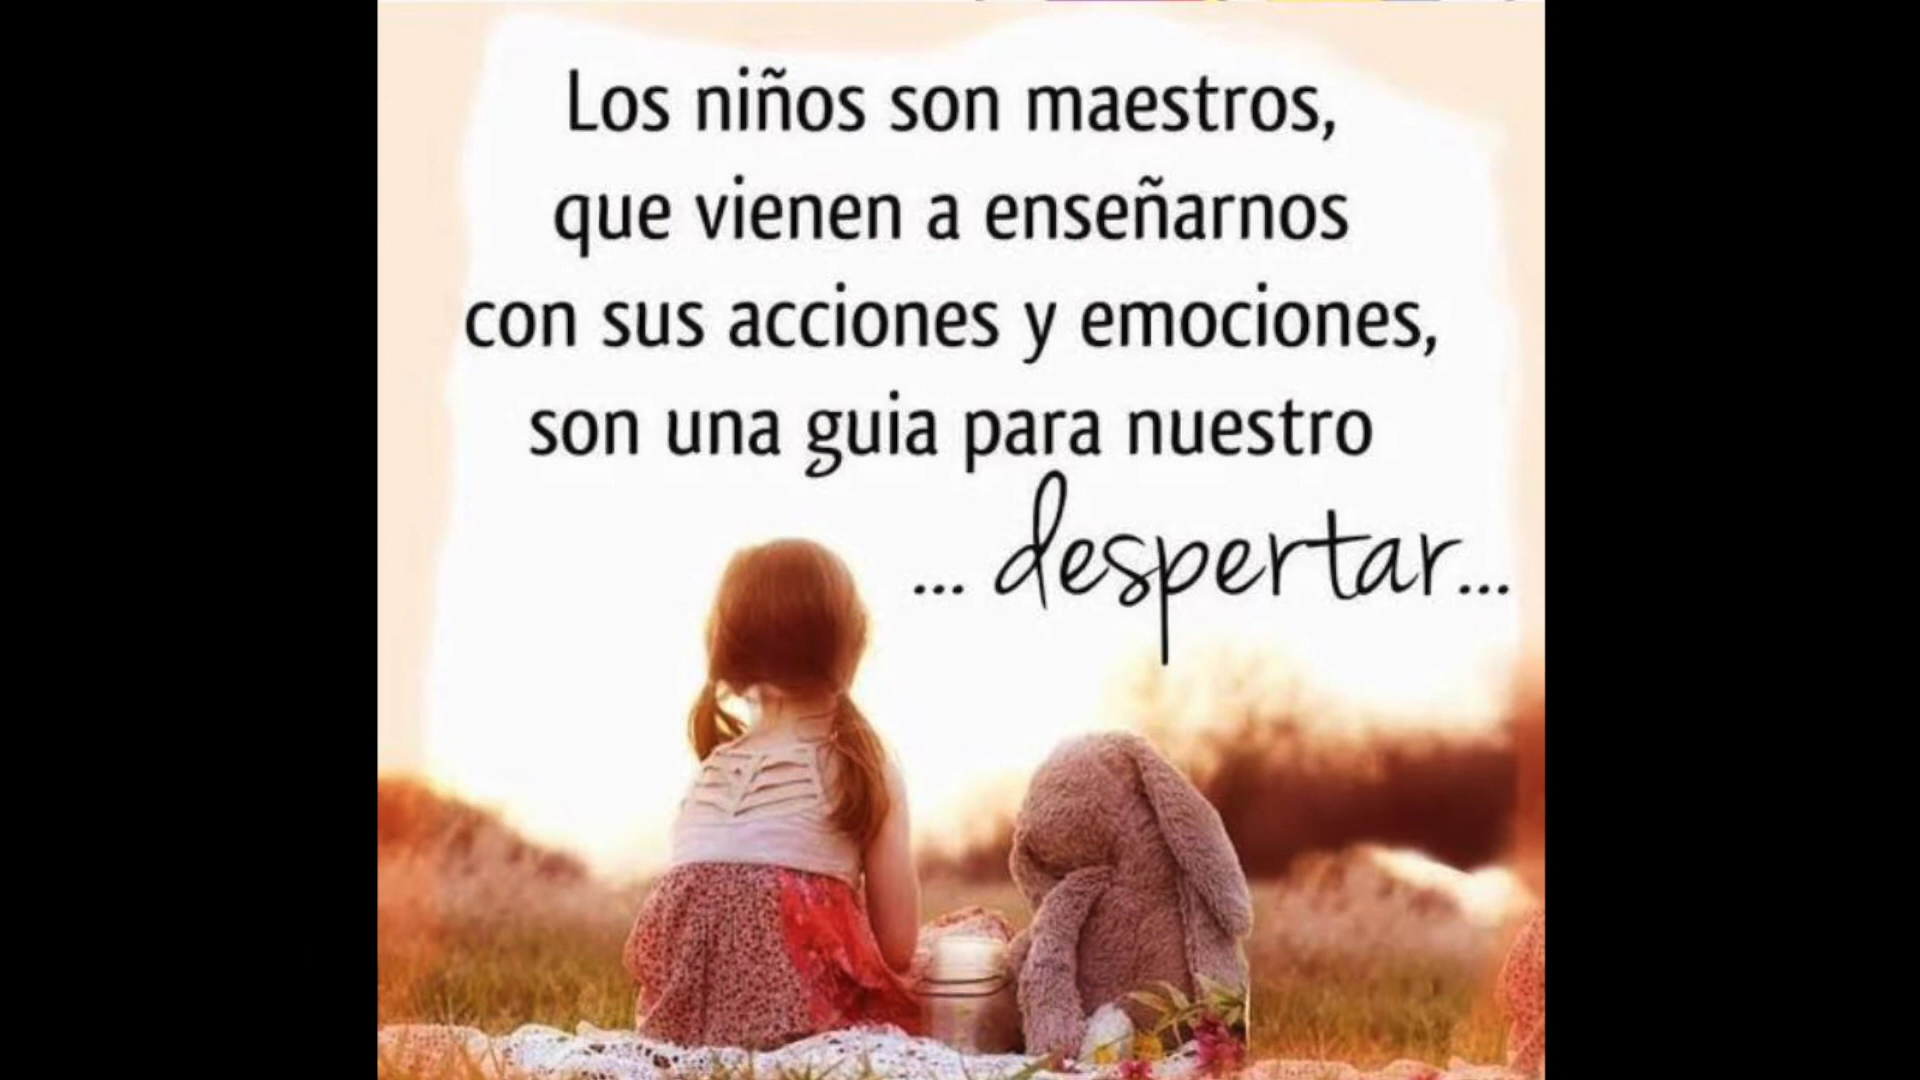 Los niños son maestros,
que vienen a enseñarnos
con sus acciones y emociones,
son una guia para nuestro
... despertar...